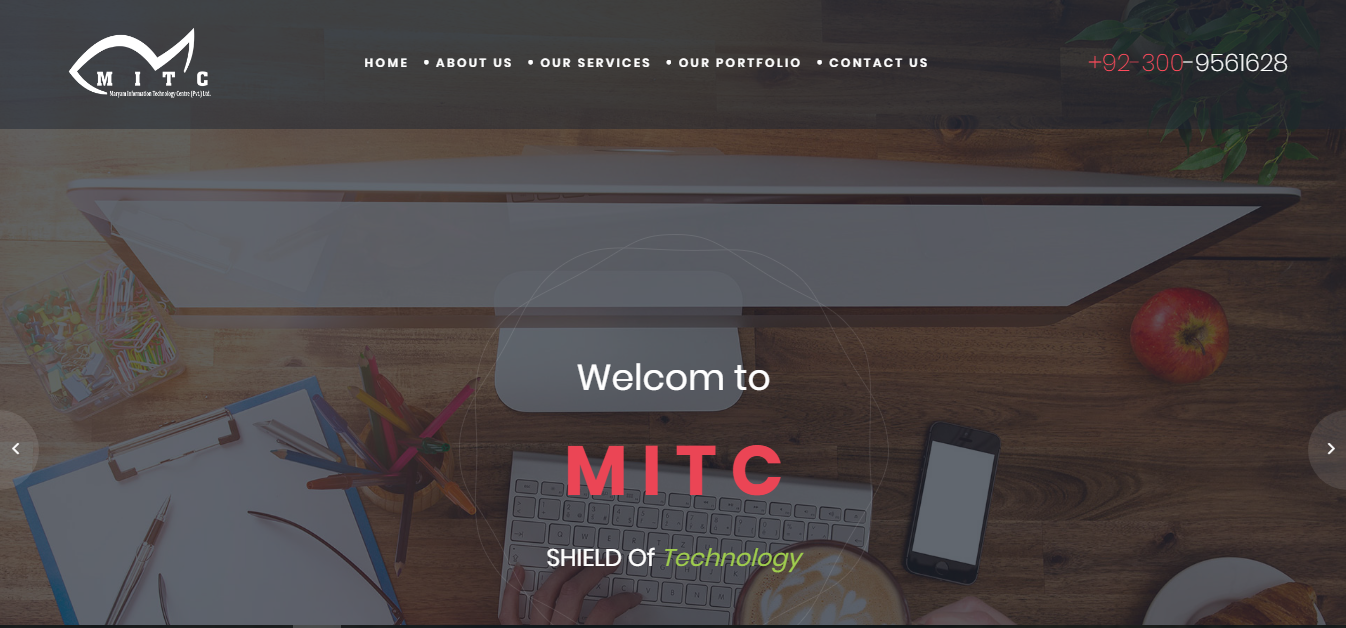 M I T C
Maryam Information Technology Centre (Pvt.) Ltd.
HOME • ABOUT US • OUR SERVICES • OUR PORTFOLIO • CONTACT US
+92-300-9561628
Welcom to
MITC
SHIELD Of Technology